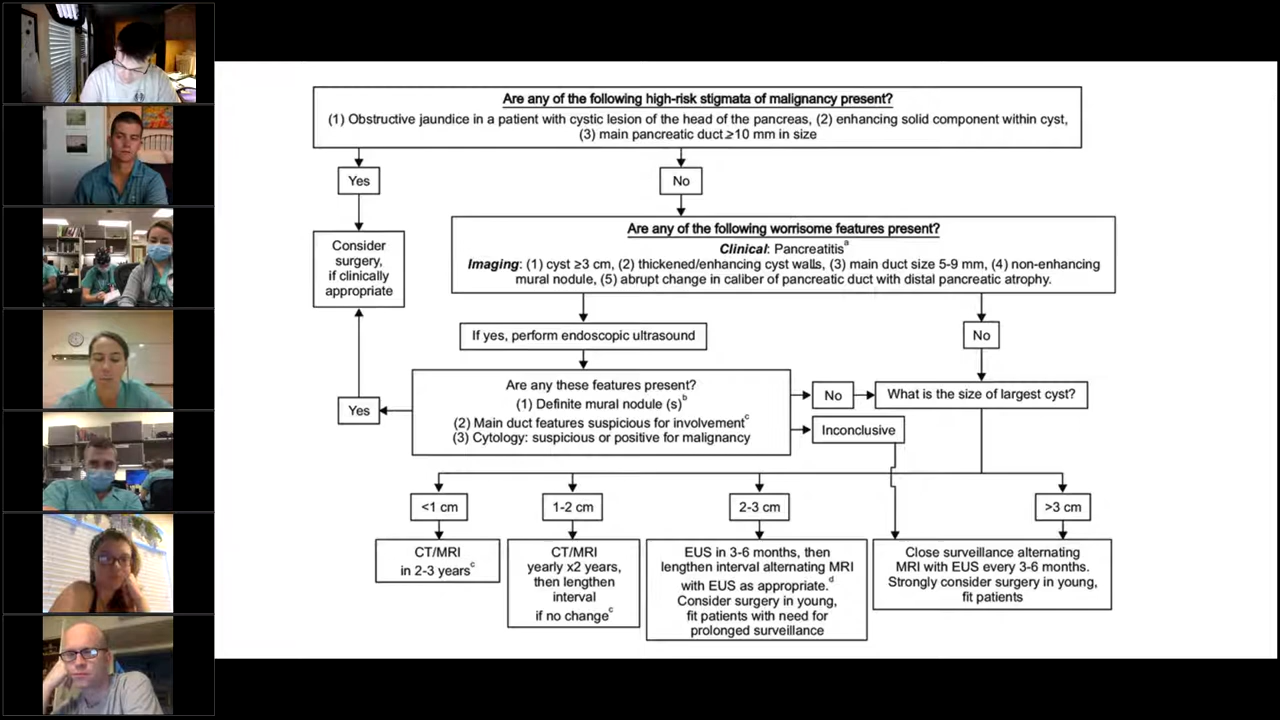 Are any of the following high-risk stigmata of malignancy present?
(1) Obstructive jaundice in a patient with cystic lesion of the head of the pancreas, (2) enhancing solid component within cyst,
(3) main pancreatic duct ≥10 mm in size
Yes
No
Consider
surgery,
if clinically
appropriate
Are any of the following worrisome features present?
Clinical: Pancreatitis^a
Imaging: (1) cyst ≥3 cm, (2) thickened/enhancing cyst walls, (3) main duct size 5-9 mm, (4) non-enhancing
mural nodule, (5) abrupt change in caliber of pancreatic duct with distal pancreatic atrophy.
If yes, perform endoscopic ultrasound
No
Are any these features present?
(1) Definite mural nodule (s)^b
(2) Main duct features suspicious for involvement^c
(3) Cytology: suspicious or positive for malignancy
Yes
No
What is the size of largest cyst?
Inconclusive
<1 cm
1-2 cm
2-3 cm
>3 cm
CT/MRI
in 2-3 years^c
CT/MRI
yearly x2 years,
then lengthen
interval
if no change^c
EUS in 3-6 months, then
lengthen interval alternating MRI
with EUS as appropriate.^d
Consider surgery in young,
fit patients with need for
prolonged surveillance
Close surveillance alternating
MRI with EUS every 3-6 months.
Strongly consider surgery in young,
fit patients